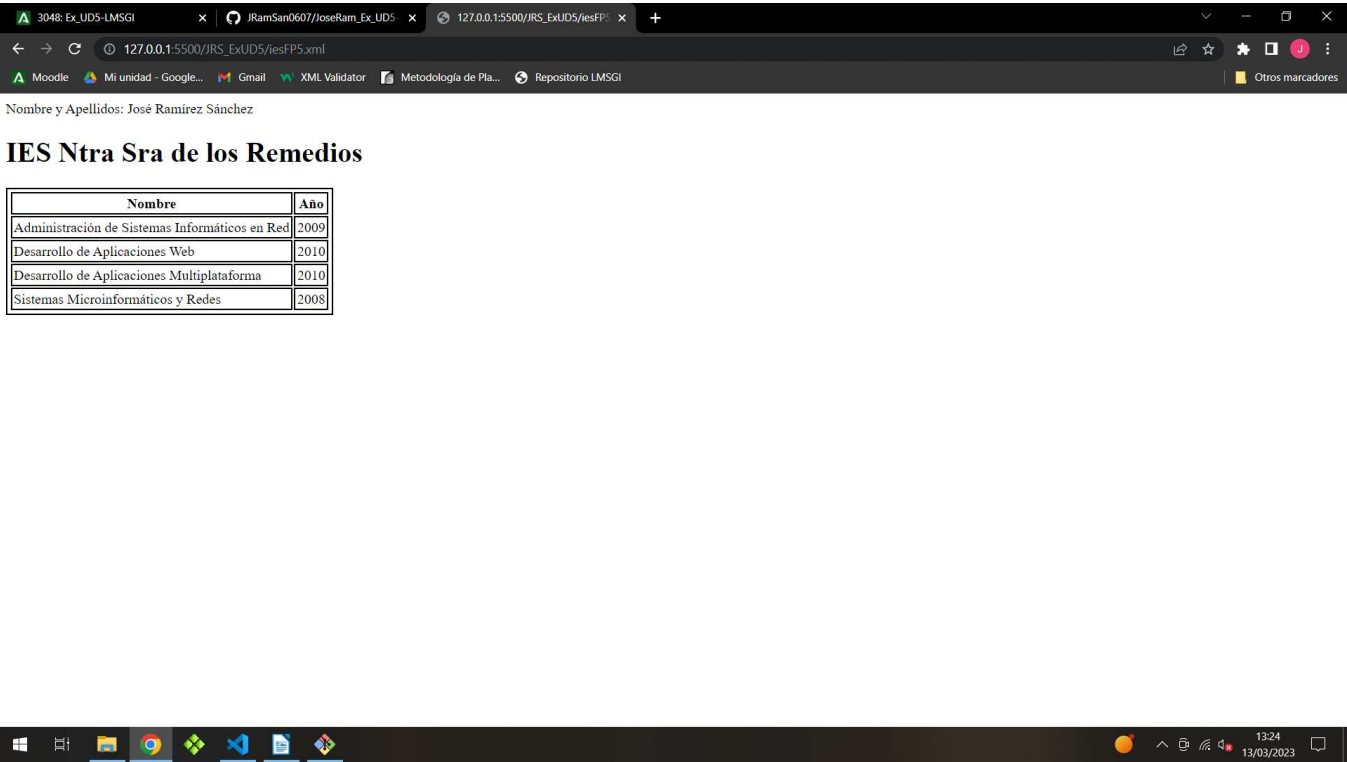 3048: Ex_UD5-LMSGI
JRamSan0607/JoseRam_Ex_UD5-
127.0.0.1:5500/JRS_ExUD5/iesFP5
127.0.0.1:5500/JRS_ExUD5/iesFP5.xml
J
Moodle
Mi unidad - Google...
Gmail
XML Validator
Metodología de Pla...
Repositorio LMSGI
Otros marcadores
Nombre y Apellidos: José Ramírez Sánchez
IES Ntra Sra de los Remedios
Nombre Año
Administración de Sistemas Informáticos en Red 2009
Desarrollo de Aplicaciones Web 2010
Desarrollo de Aplicaciones Multiplataforma 2010
Sistemas Microinformáticos y Redes 2008
13:24
13/03/2023